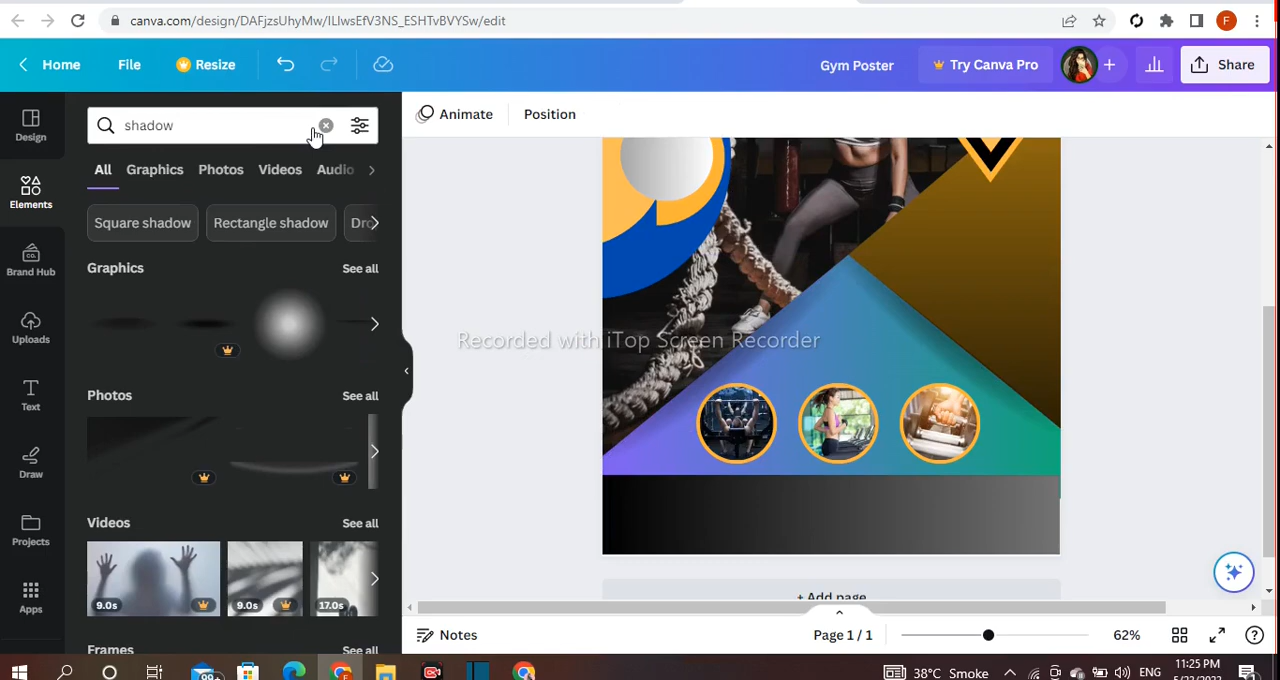 canva.com/design/DAFjzsUhyMw/ILIwsEfV3NS_ESHTvBVYSw/edit
F
Home
File
Resize
Gym Poster
Try Canva Pro
Share
Design
Elements
Brand Hub
Uploads
Text
Draw
Projects
Apps
shadow
All
Graphics
Photos
Videos
Audio
Square shadow
Rectangle shadow
Dro
Graphics
See all
Photos
See all
Videos
See all
9.0s
9.0s
17.0s
Frames
See all
Animate
Position
Recorded with iTop Screen Recorder
+ Add page
Notes
Page 1 / 1
62%
99+
38°C Smoke
ENG
11:25 PM